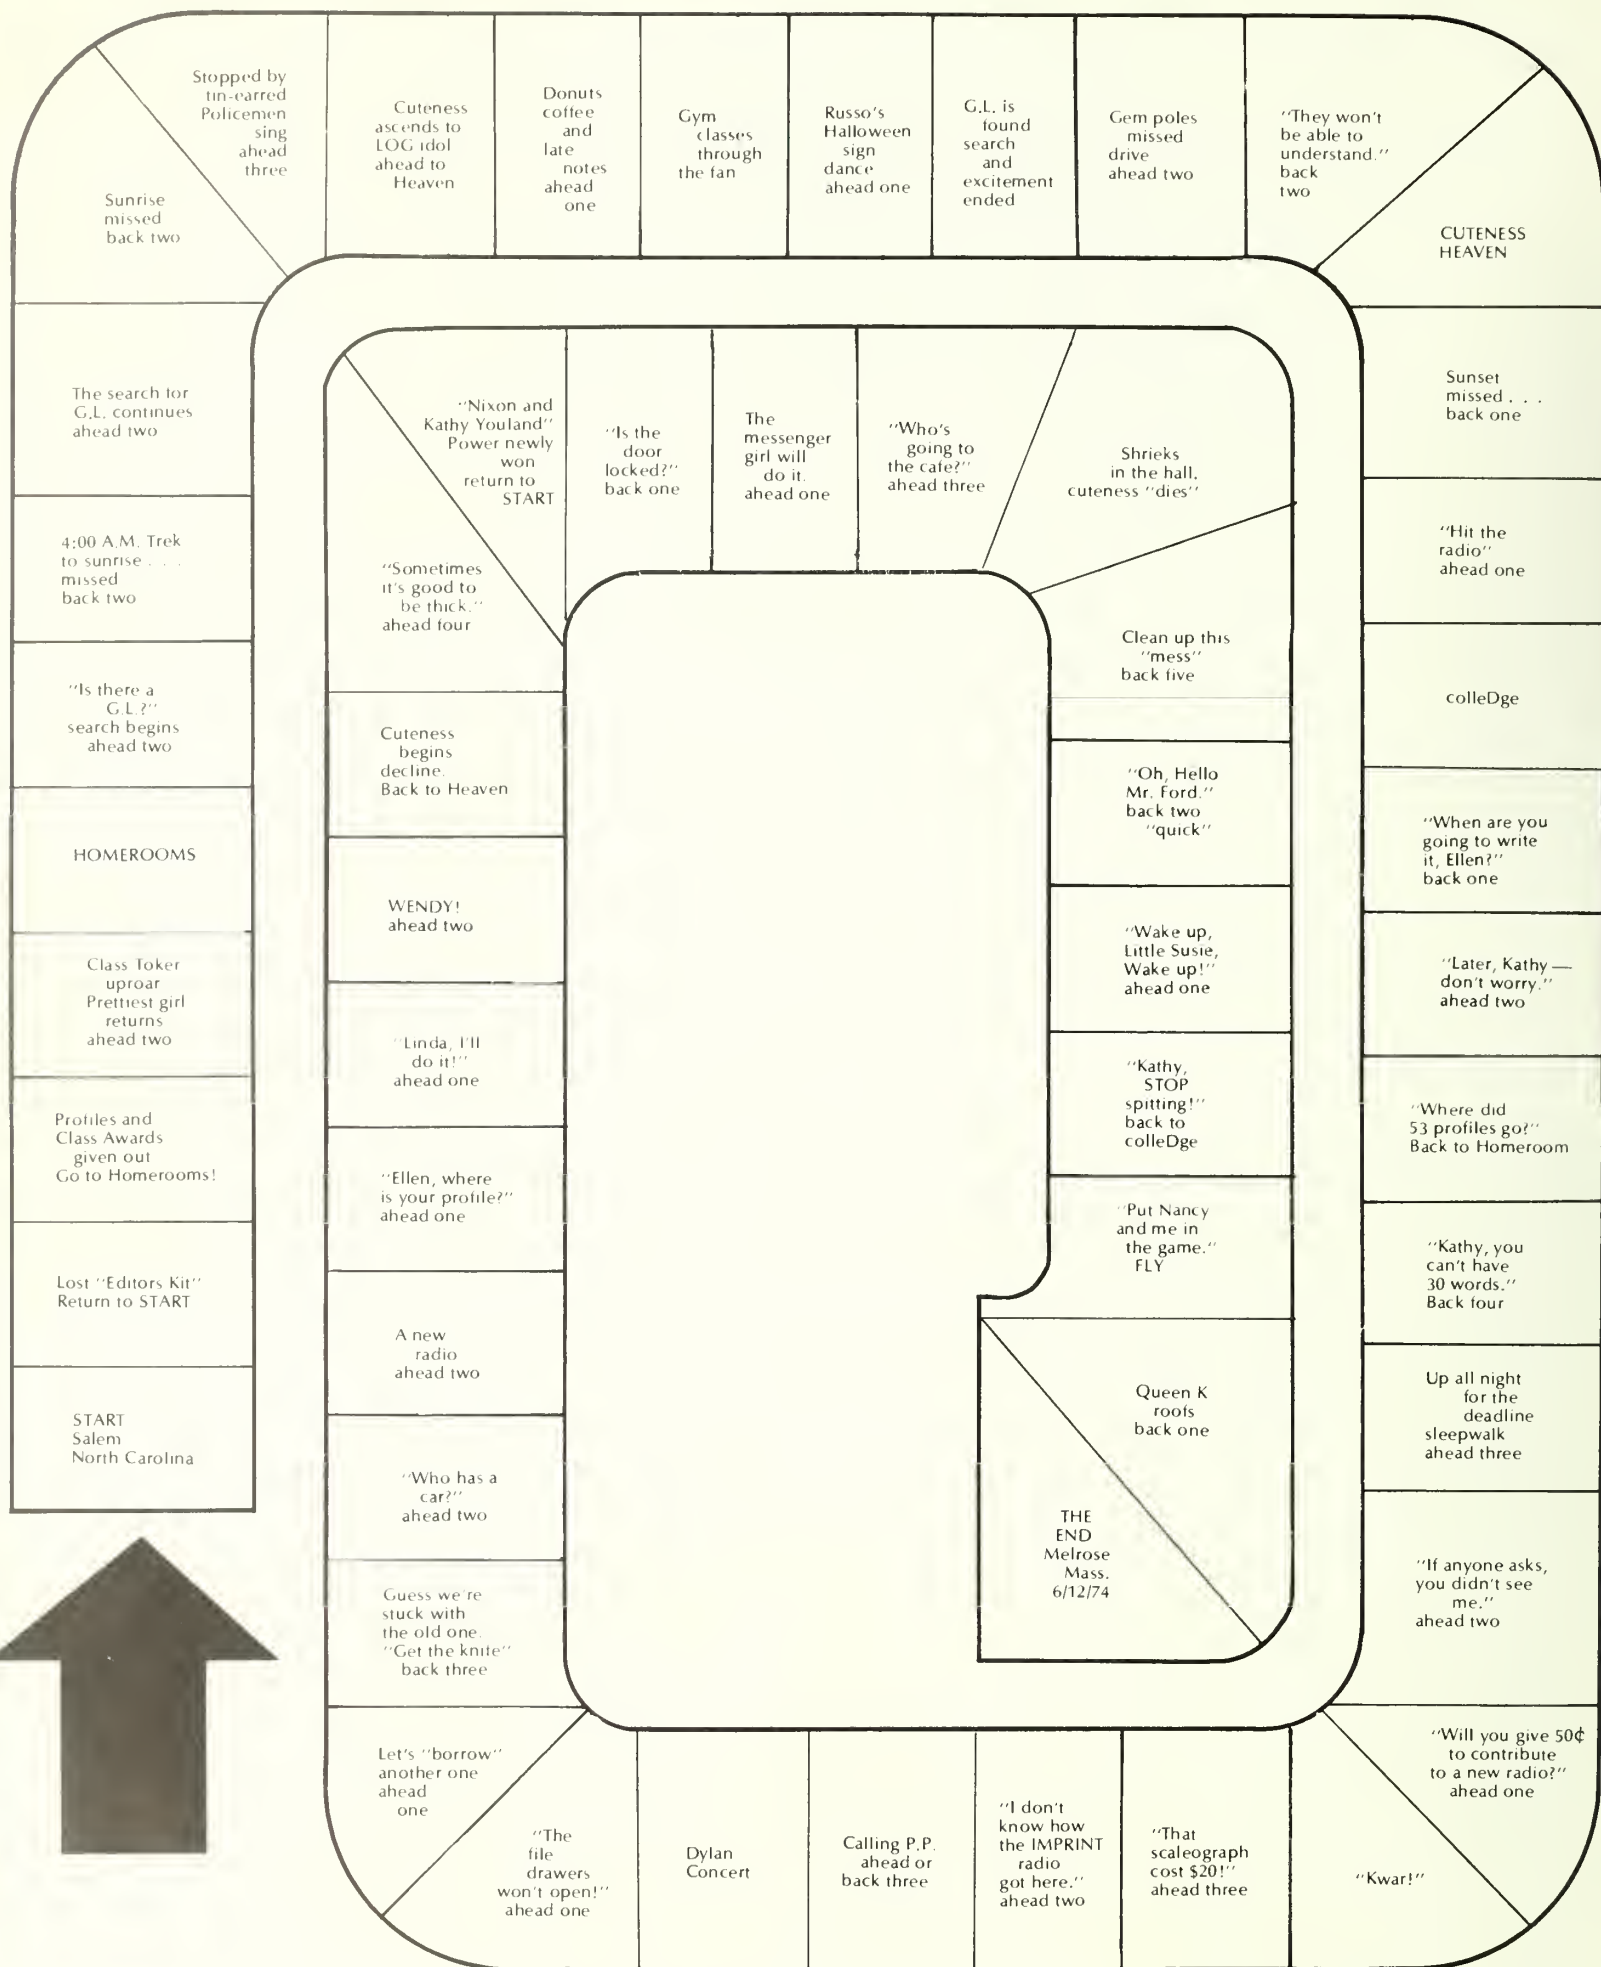 START
Salem
North Carolina
Lost "Editors Kit"
Return to START
Profiles and
Class Awards
given out
Go to Homerooms!
Class Toker
uproar
Prettiest girl
returns
ahead two
HOMEROOMS
"Is there a
G.L.?"
search begins
ahead two
4:00 A.M. Trek
to sunrise . . .
missed
back two
The search for
G.L. continues
ahead two
Sunrise
missed
back two
Stopped by
tin-earred
Policemen
sing
ahead
three
Cuteness
ascends to
LOG idol
ahead to
Heaven
Donuts
coffee
and
late
notes
ahead
one
Gym
classes
through
the fan
Russo's
Halloween
sign
dance
ahead one
G.L. is
found
search
and
excitement
ended
Gem poles
missed
drive
ahead two
"They won't
be able to
understand."
back
two
CUTENESS
HEAVEN
Sunset
missed . . .
back one
"Hit the
radio"
ahead one
colleDge
"When are you
going to write
it, Ellen?"
back one
"Later, Kathy —
don't worry."
ahead two
"Where did
53 profiles go?"
Back to Homeroom
"Kathy, you
can't have
30 words."
Back four
Up all night
for the
deadline
sleepwalk
ahead three
"If anyone asks,
you didn't see
me."
ahead two
"Will you give 50¢
to contribute
to a new radio?"
ahead one
"Kwar!"
"That
scaleograph
cost $20!"
ahead three
"I don't
know how
the IMPRINT
radio
got here."
ahead two
Calling P.P.
ahead or
back three
Dylan
Concert
"The
file
drawers
won't open!"
ahead one
Let's "borrow"
another one
ahead
one
Guess we're
stuck with
the old one.
"Get the knife"
back three
"Who has a
car?"
ahead two
A new
radio
ahead two
"Ellen, where
is your profile?"
ahead one
"Linda, I'll
do it!"
ahead one
WENDY!
ahead two
Cuteness
begins
decline.
Back to Heaven
"Sometimes
it's good to
be thick."
ahead four
"Nixon and
Kathy Youland"
Power newly
won
return to
START
"Is the
door
locked?"
back one
The
messenger
girl will
do it.
ahead one
"Who's
going to
the cafe?"
ahead three
Shrieks
in the hall,
cuteness "dies"
Clean up this
"mess"
back five
"Oh, Hello
Mr. Ford."
back two
"quick"
"Wake up,
Little Susie,
Wake up!"
ahead one
"Kathy,
STOP
spitting!"
back to
colleDge
"Put Nancy
and me in
the game."
FLY
Queen K
roofs
back one
THE
END
Melrose
Mass.
6/12/74